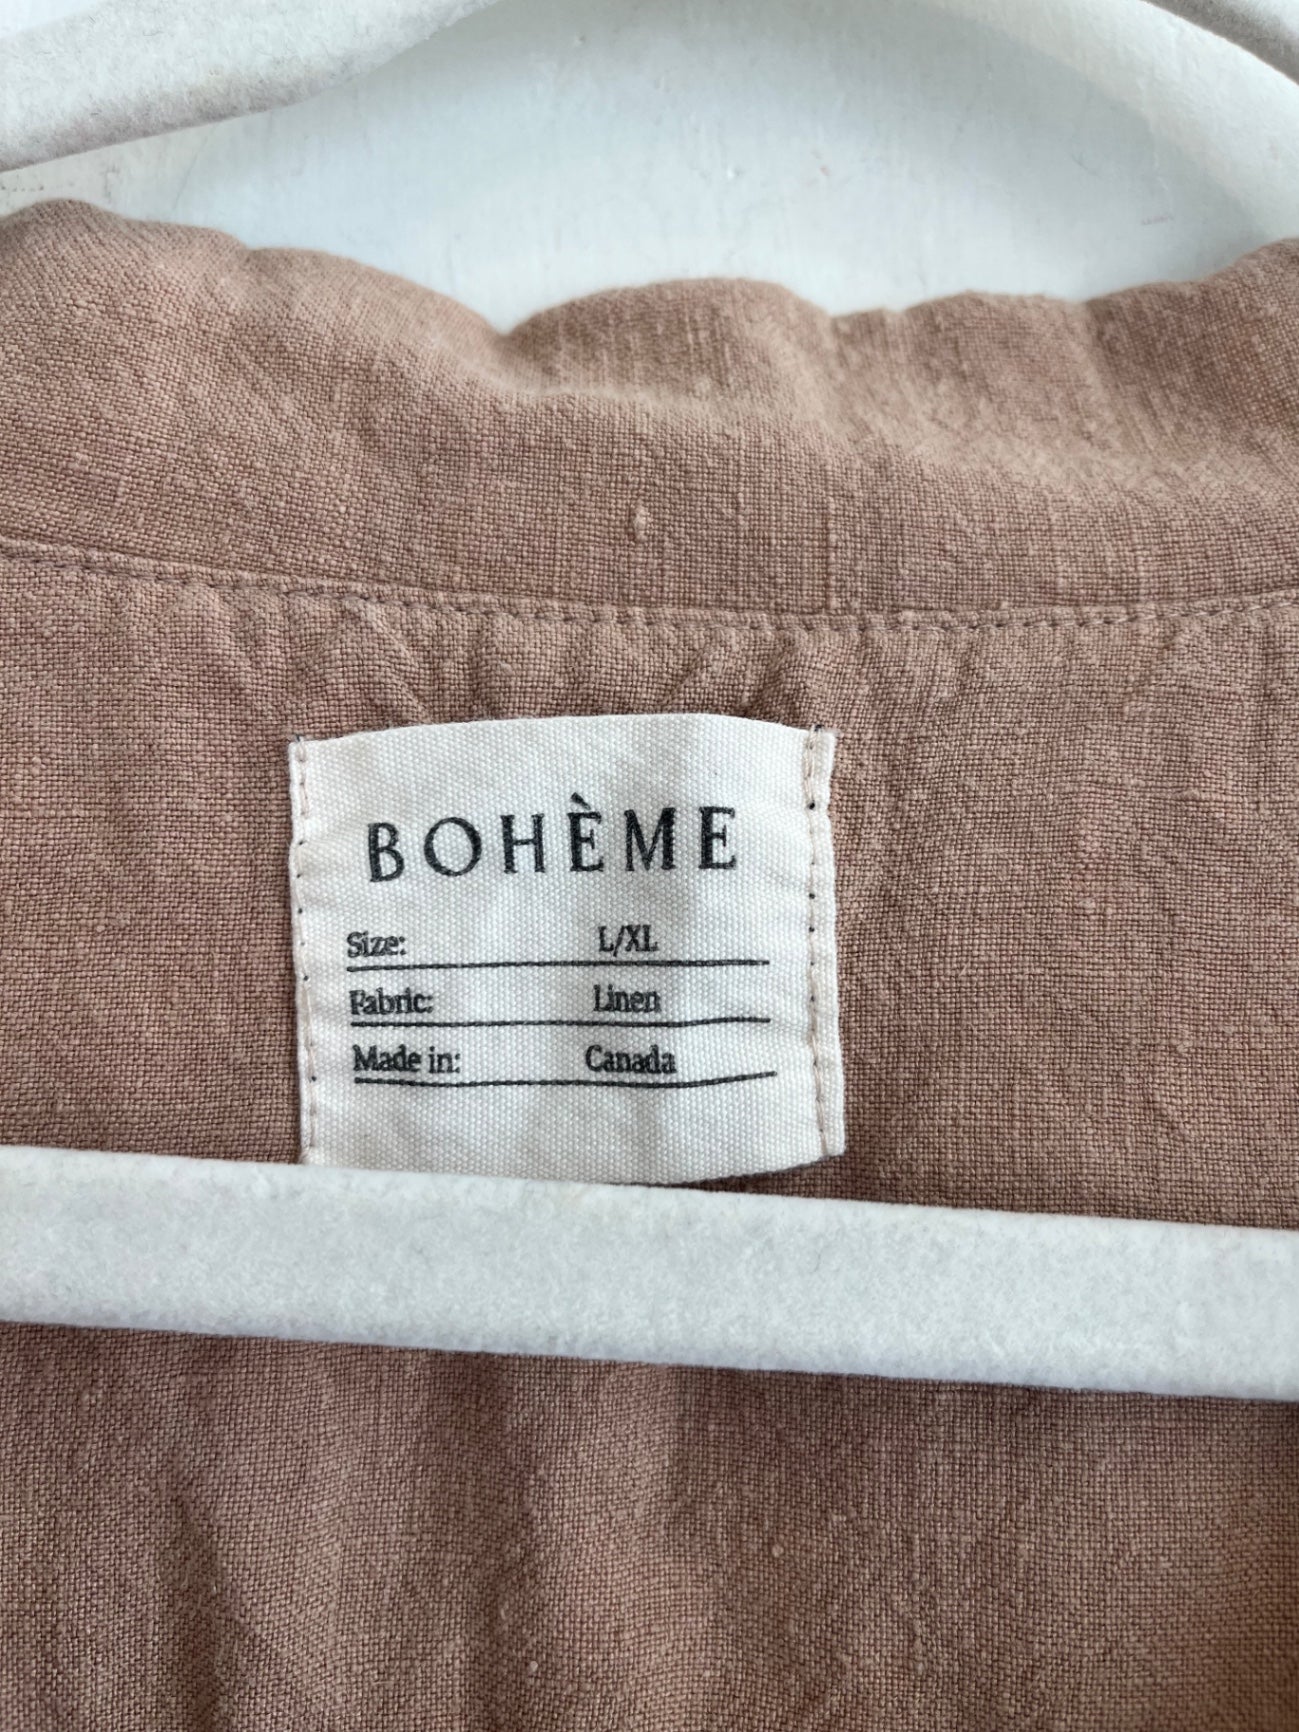 BOHÈME
Size: L/XL
Fabric: Linen
Made in: Canada